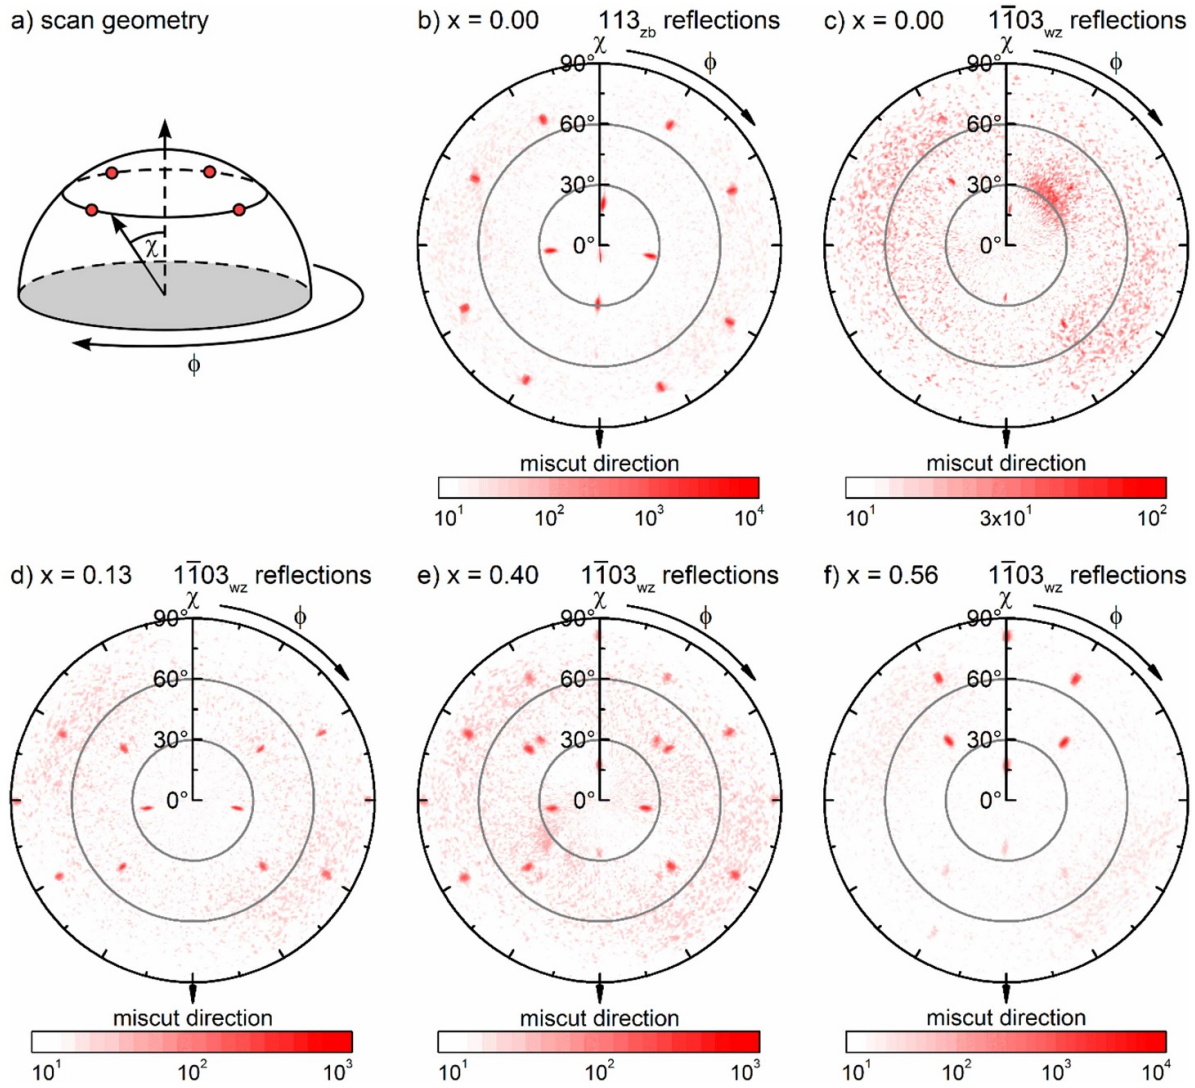 a) scan geometry
χ
ϕ
b) x = 0.00 113zb reflections
χ
ϕ
90°
60°
30°
0°
miscut direction
10¹ 10² 10³ 10⁴
c) x = 0.00 11̅03wz reflections
χ
ϕ
90°
60°
30°
0°
miscut direction
10¹ 3x10¹ 10²
d) x = 0.13 11̅03wz reflections
χ
ϕ
90°
60°
30°
0°
miscut direction
10¹ 10² 10³
e) x = 0.40 11̅03wz reflections
χ
ϕ
90°
60°
30°
0°
miscut direction
10¹ 10² 10³
f) x = 0.56 11̅03wz reflections
χ
ϕ
90°
60°
30°
0°
miscut direction
10¹ 10² 10³ 10⁴